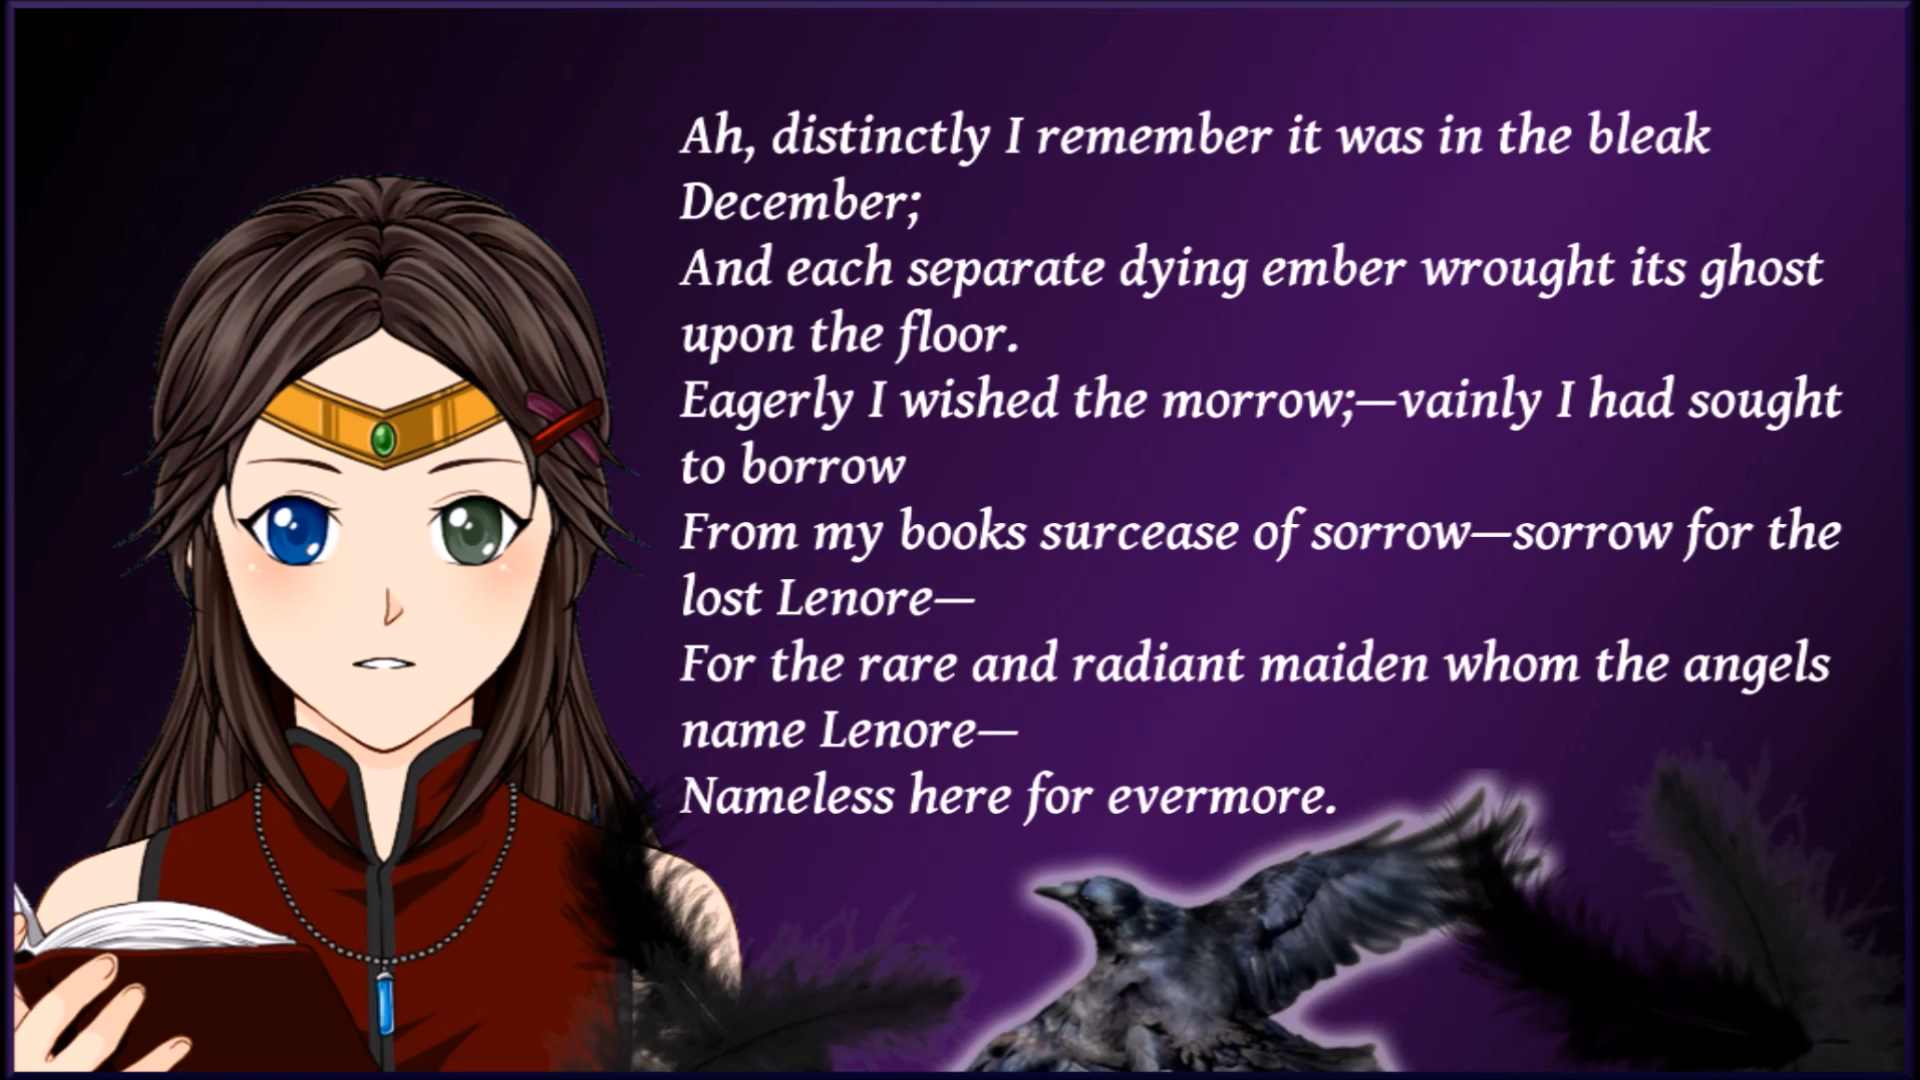 Ah, distinctly I remember it was in the bleak
December;
And each separate dying ember wrought its ghost
upon the floor.
Eagerly I wished the morrow;—vainly I had sought
to borrow
From my books surcease of sorrow—sorrow for the
lost Lenore—
For the rare and radiant maiden whom the angels
name Lenore—
Nameless here for evermore.